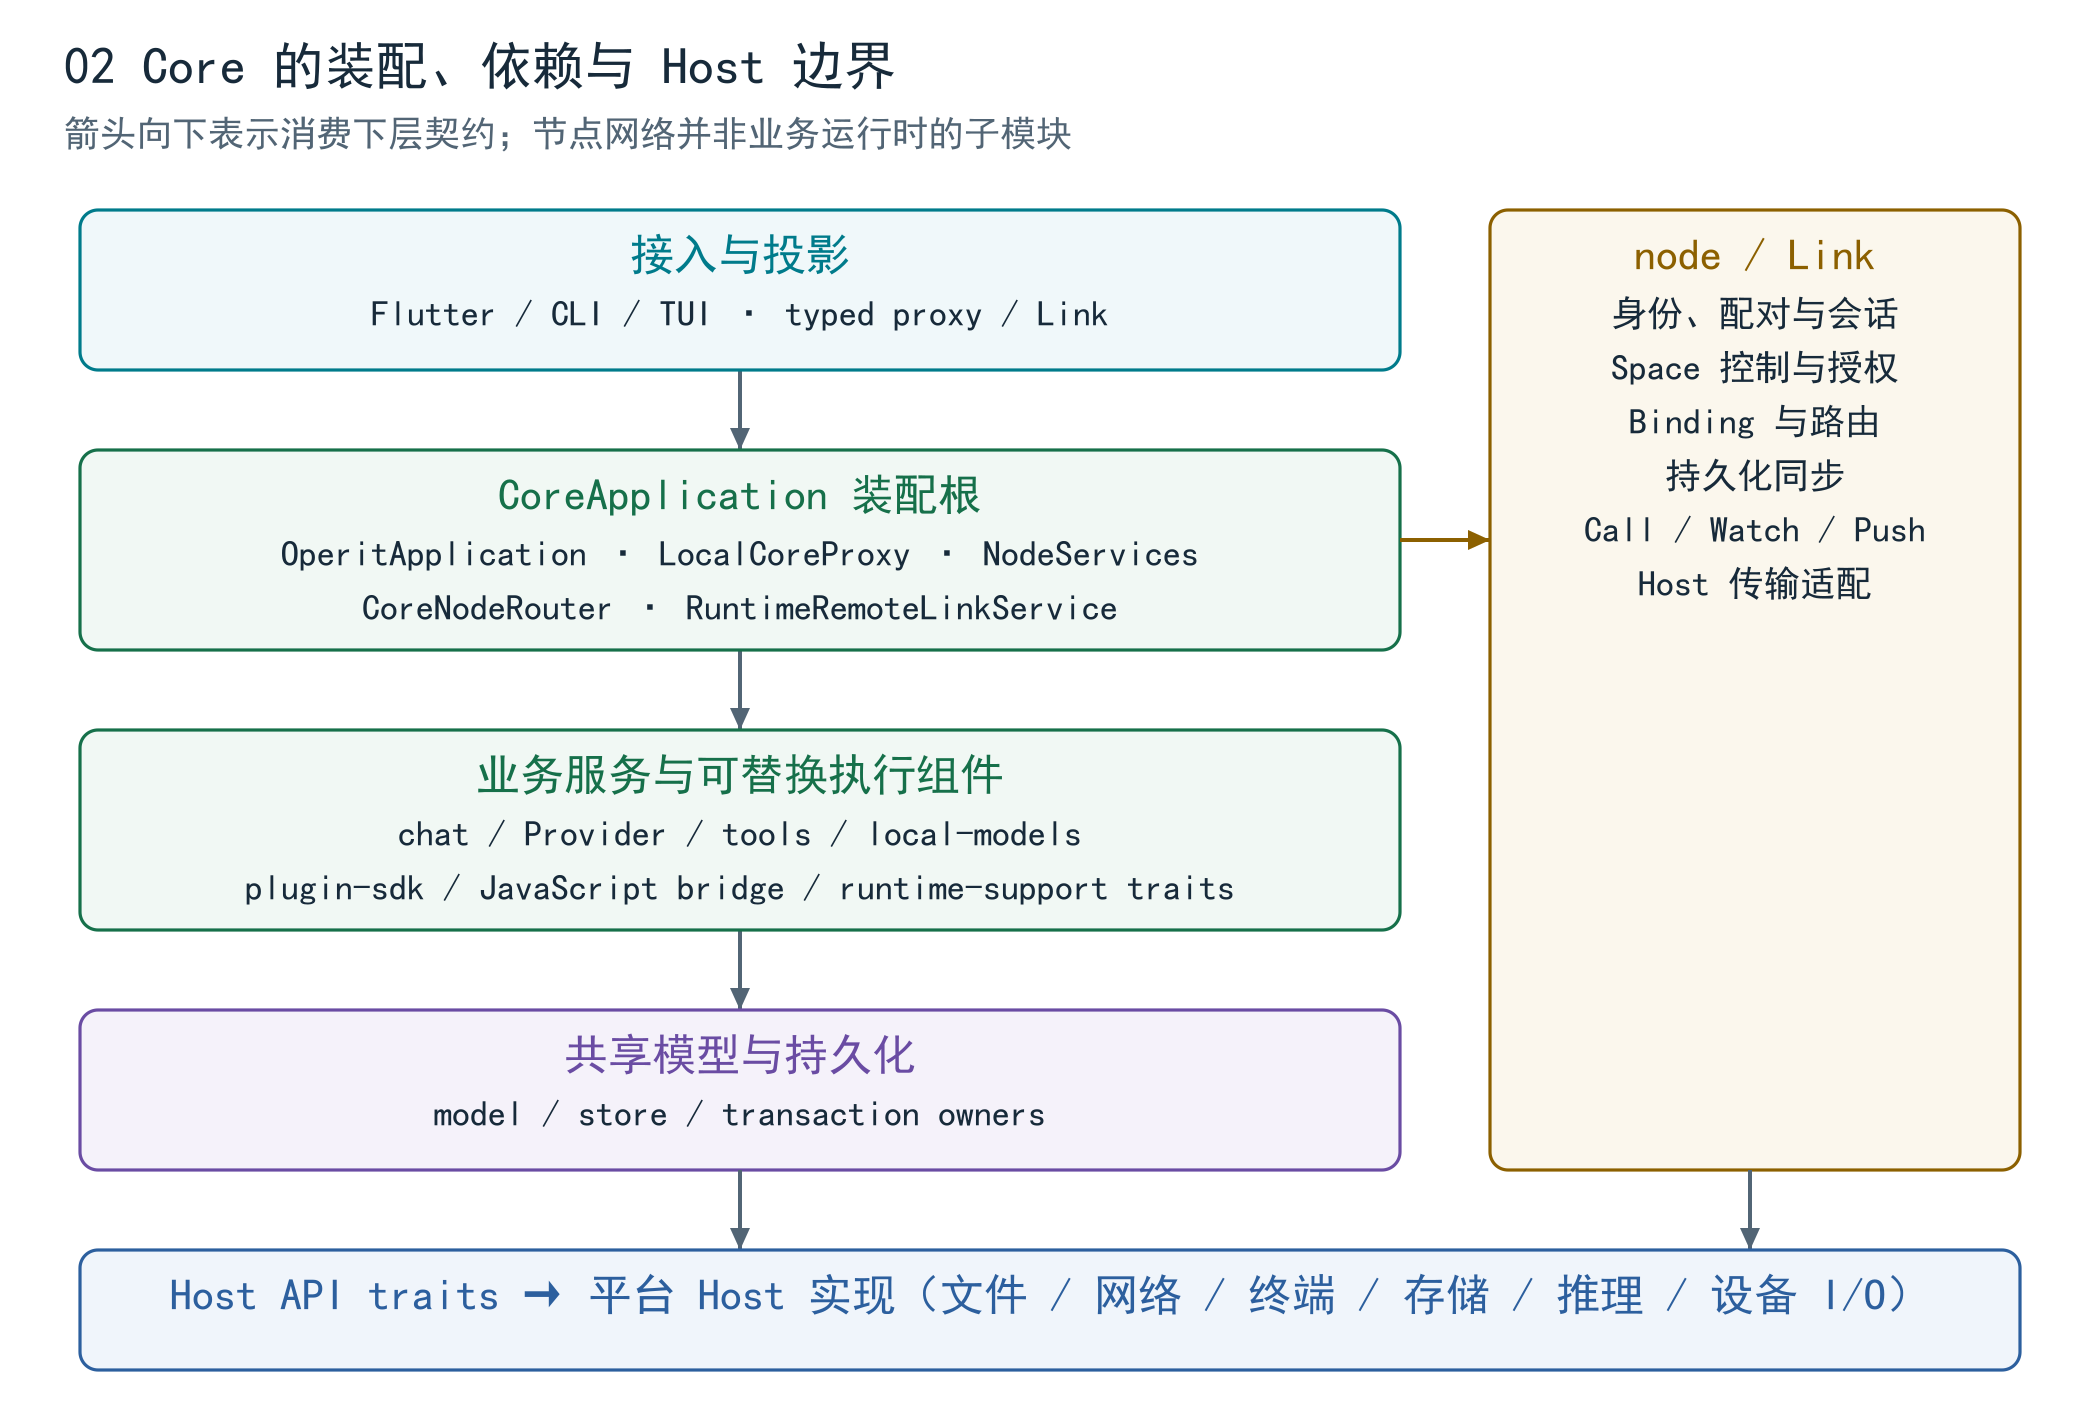 02 Core 的装配、依赖与 Host 边界
箭头向下表示消费下层契约；节点网络并非业务运行时的子模块
接入与投影
Flutter / CLI / TUI · typed proxy / Link
CoreApplication 装配根
OperitApplication · LocalCoreProxy · NodeServices
CoreNodeRouter · RuntimeRemoteLinkService
业务服务与可替换执行组件
chat / Provider / tools / local-models
plugin-sdk / JavaScript bridge / runtime-support traits
共享模型与持久化
model / store / transaction owners
node / Link
身份、配对与会话
Space 控制与授权
Binding 与路由
持久化同步
Call / Watch / Push
Host 传输适配
Host API traits → 平台 Host 实现（文件 / 网络 / 终端 / 存储 / 推理 / 设备 I/O）